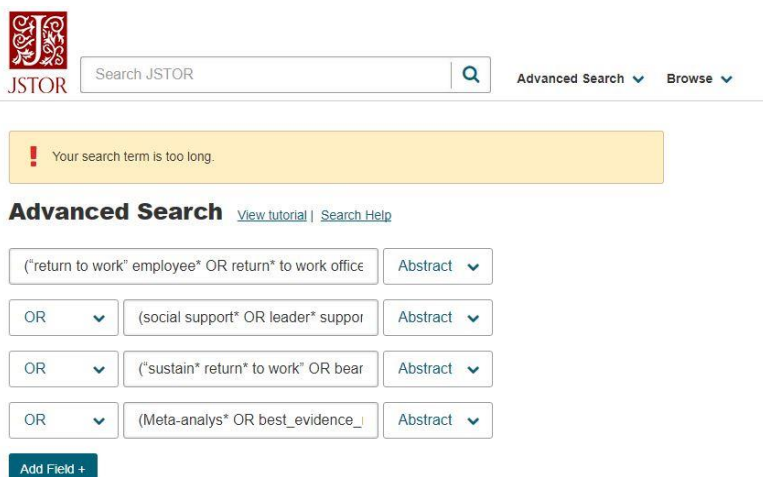 JSTOR
Search JSTOR
Advanced Search Browse
Your search term is too long.
Advanced Search View tutorial | Search Help
(“return to work” employee* OR return* to work office Abstract
OR (social support* OR leader* suppor Abstract
OR (“sustain* return* to work” OR bear Abstract
OR (Meta-analys* OR best_evidence_ Abstract
Add Field +